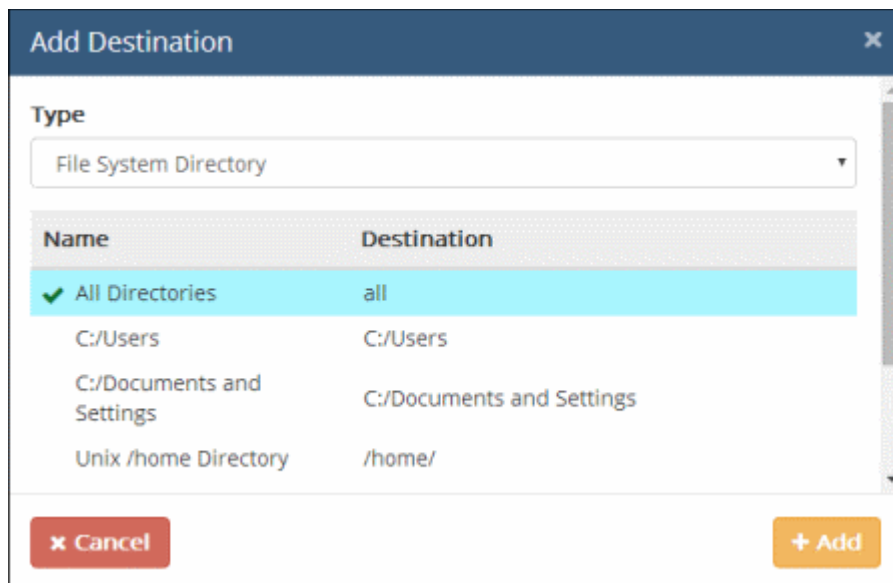 Add Destination
Type
File System Directory
Name Destination
All Directories all
C:/Users C:/Users
C:/Documents and
Settings C:/Documents and Settings
Unix /home Directory /home/
Cancel
Add